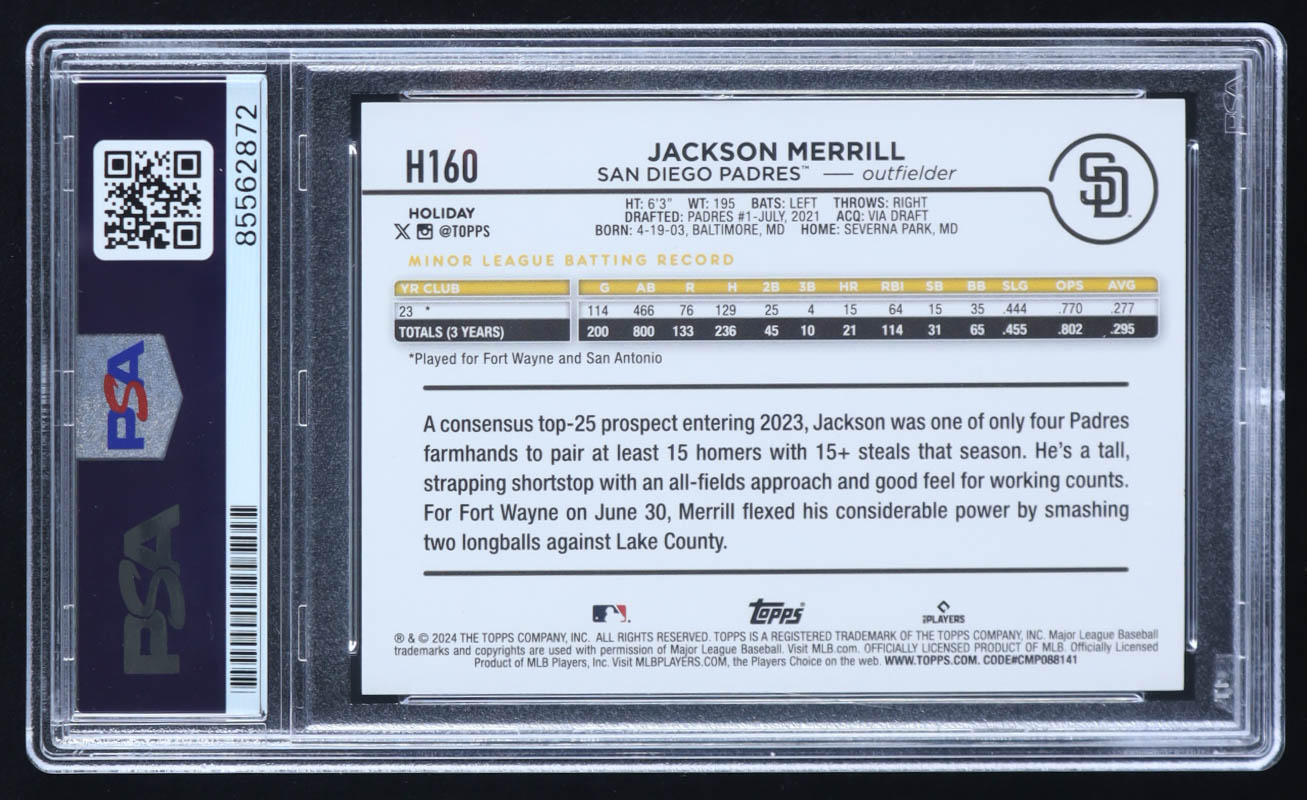 85562872
PSA
PSA
H160
JACKSON MERRILL
SAN DIEGO PADRES™ — outfielder
SD
HOLIDAY
@TOPPS
HT: 6'3" WT: 195 BATS: LEFT THROWS: RIGHT
DRAFTED: PADRES #1-JULY, 2021 ACQ: VIA DRAFT
BORN: 4-19-03, BALTIMORE, MD HOME: SEVERNA PARK, MD
MINOR LEAGUE BATTING RECORD
YR CLUB G AB R H 2B 3B HR RBI SB BB SLG OPS AVG
23 * 114 466 76 129 25 4 15 64 15 35 .444 .770 .277
TOTALS (3 YEARS) 200 800 133 236 45 10 21 114 31 65 .455 .802 .295
*Played for Fort Wayne and San Antonio
A consensus top-25 prospect entering 2023, Jackson was one of only four Padres
farmhands to pair at least 15 homers with 15+ steals that season. He's a tall,
strapping shortstop with an all-fields approach and good feel for working counts.
For Fort Wayne on June 30, Merrill flexed his considerable power by smashing
two longballs against Lake County.
Topps
PLAYERS
® & © 2024 THE TOPPS COMPANY, INC. ALL RIGHTS RESERVED. TOPPS IS A REGISTERED TRADEMARK OF THE TOPPS COMPANY, INC. Major League Baseball
trademarks and copyrights are used with permission of Major League Baseball. Visit MLB.com. OFFICIALLY LICENSED PRODUCT OF MLB. Officially Licensed
Product of MLB Players, Inc. Visit MLBPLAYERS.COM, the Players Choice on the web. WWW.TOPPS.COM. CODE#CMP088141
PSA